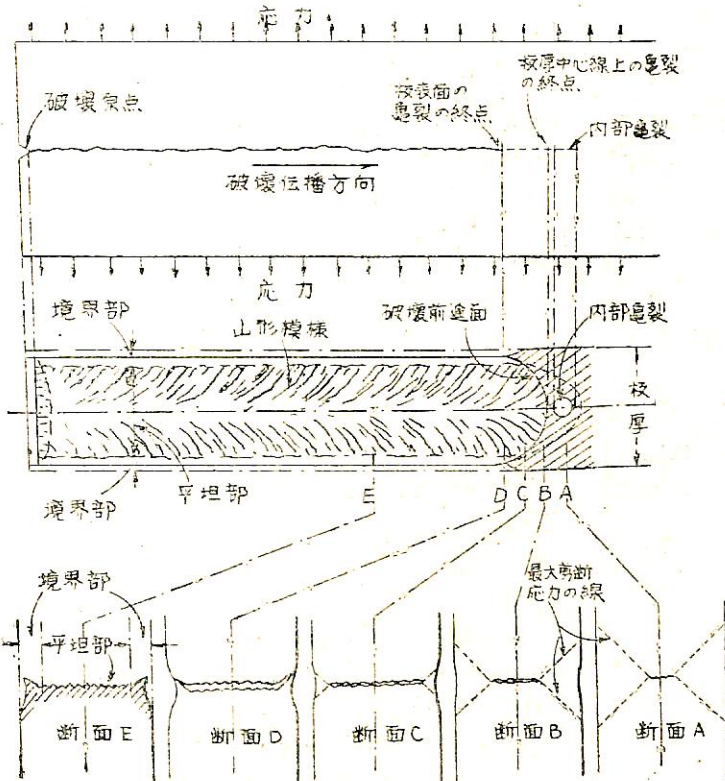 応力
破壊発点
板表面の
亀裂の終点
板厚中心線上の亀裂
の終点
内部亀裂
破壊伝播方向
応力
境界部
山形模様
破壊前進面
内部亀裂
板厚
境界部
平坦部
E
D
C
B
A
境界部
平坦部
最大剪断
応力の線
断面E
断面D
断面C
断面B
断面A